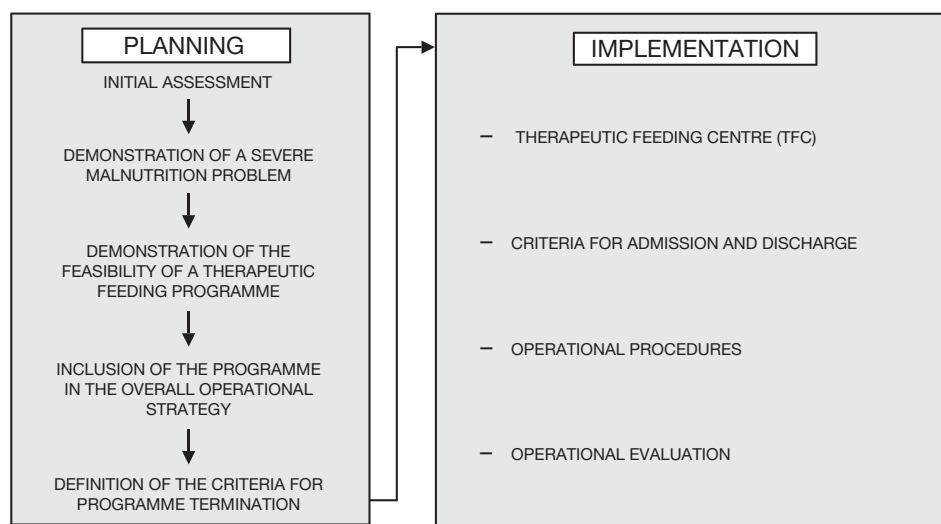 PLANNING
INITIAL ASSESSMENT
DEMONSTRATION OF A SEVERE
MALNUTRITION PROBLEM
DEMONSTRATION OF THE
FEASIBILITY OF A THERAPEUTIC
FEEDING PROGRAMME
INCLUSION OF THE PROGRAMME
IN THE OVERALL OPERATIONAL
STRATEGY
DEFINITION OF THE CRITERIA FOR
PROGRAMME TERMINATION
IMPLEMENTATION
– THERAPEUTIC FEEDING CENTRE (TFC)
– CRITERIA FOR ADMISSION AND DISCHARGE
– OPERATIONAL PROCEDURES
– OPERATIONAL EVALUATION